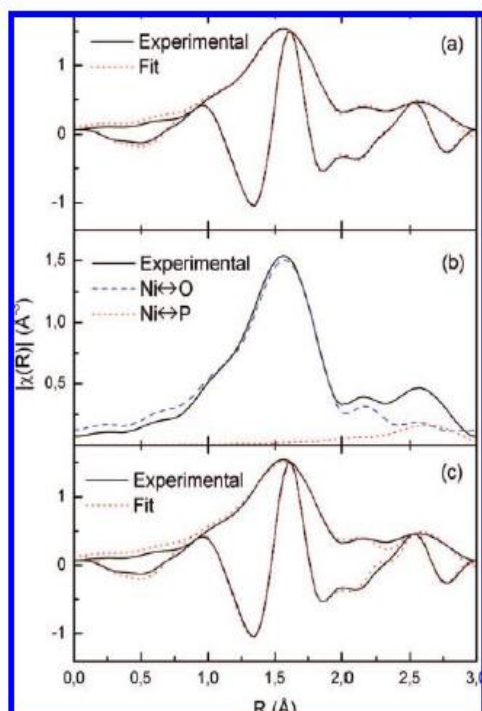 Experimental
Fit
(a)
1
0
-1
Experimental
Ni↔O
Ni↔P
(b)
1,5
1,0
0,5
|χ(R)| (Å⁻³)
Experimental
Fit
(c)
1
0
-1
0,0 0,5 1,0 1,5 2,0 2,5 3,0
R (Å)